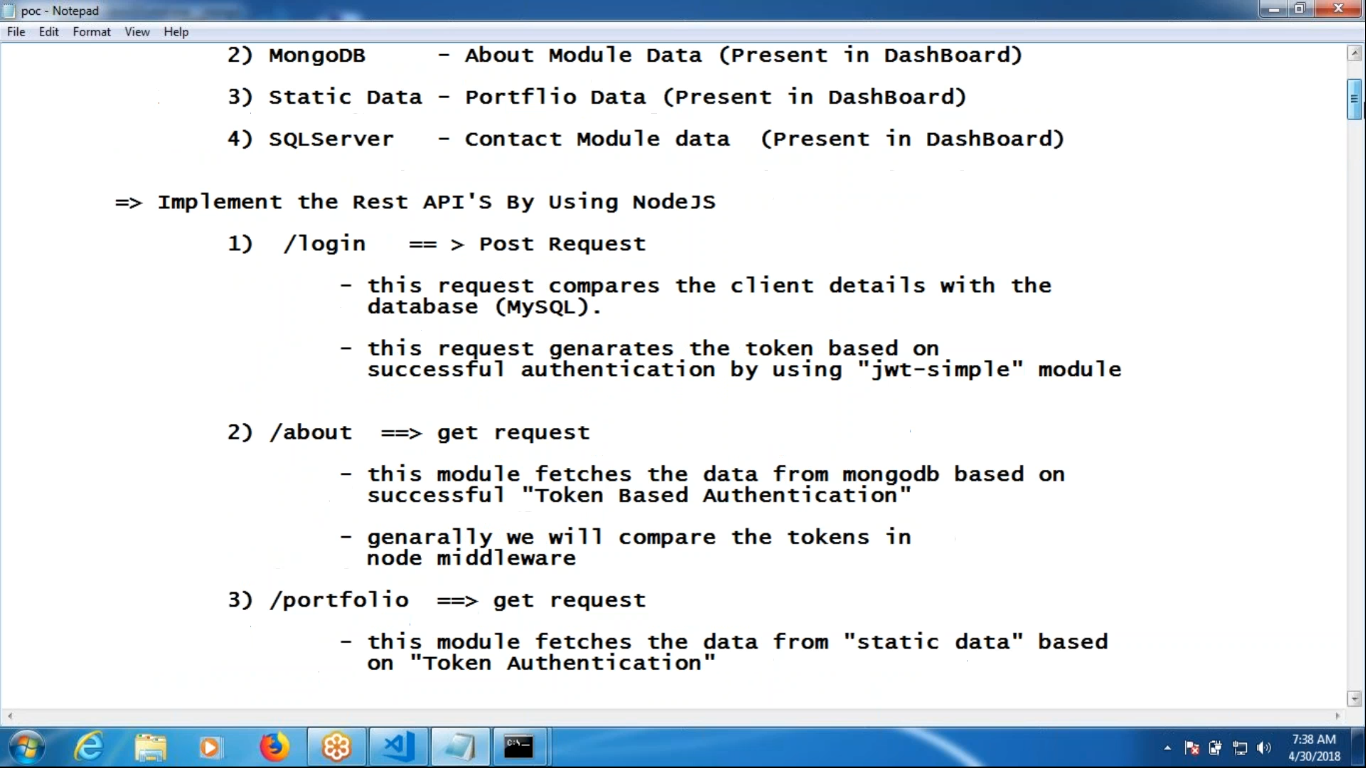 poc - Notepad
File Edit Format View Help
2) MongoDB - About Module Data (Present in DashBoard)
3) Static Data - Portflio Data (Present in DashBoard)
4) SQLServer - Contact Module data (Present in DashBoard)
=> Implement the Rest API'S By Using NodeJS
1) /login == > Post Request
- this request compares the client details with the
database (MySQL).
- this request genarates the token based on
successful authentication by using "jwt-simple" module
2) /about ==> get request
- this module fetches the data from mongodb based on
successful "Token Based Authentication"
- genarally we will compare the tokens in
node middleware
3) /portfolio ==> get request
- this module fetches the data from "static data" based
on "Token Authentication"
7:38 AM
4/30/2018